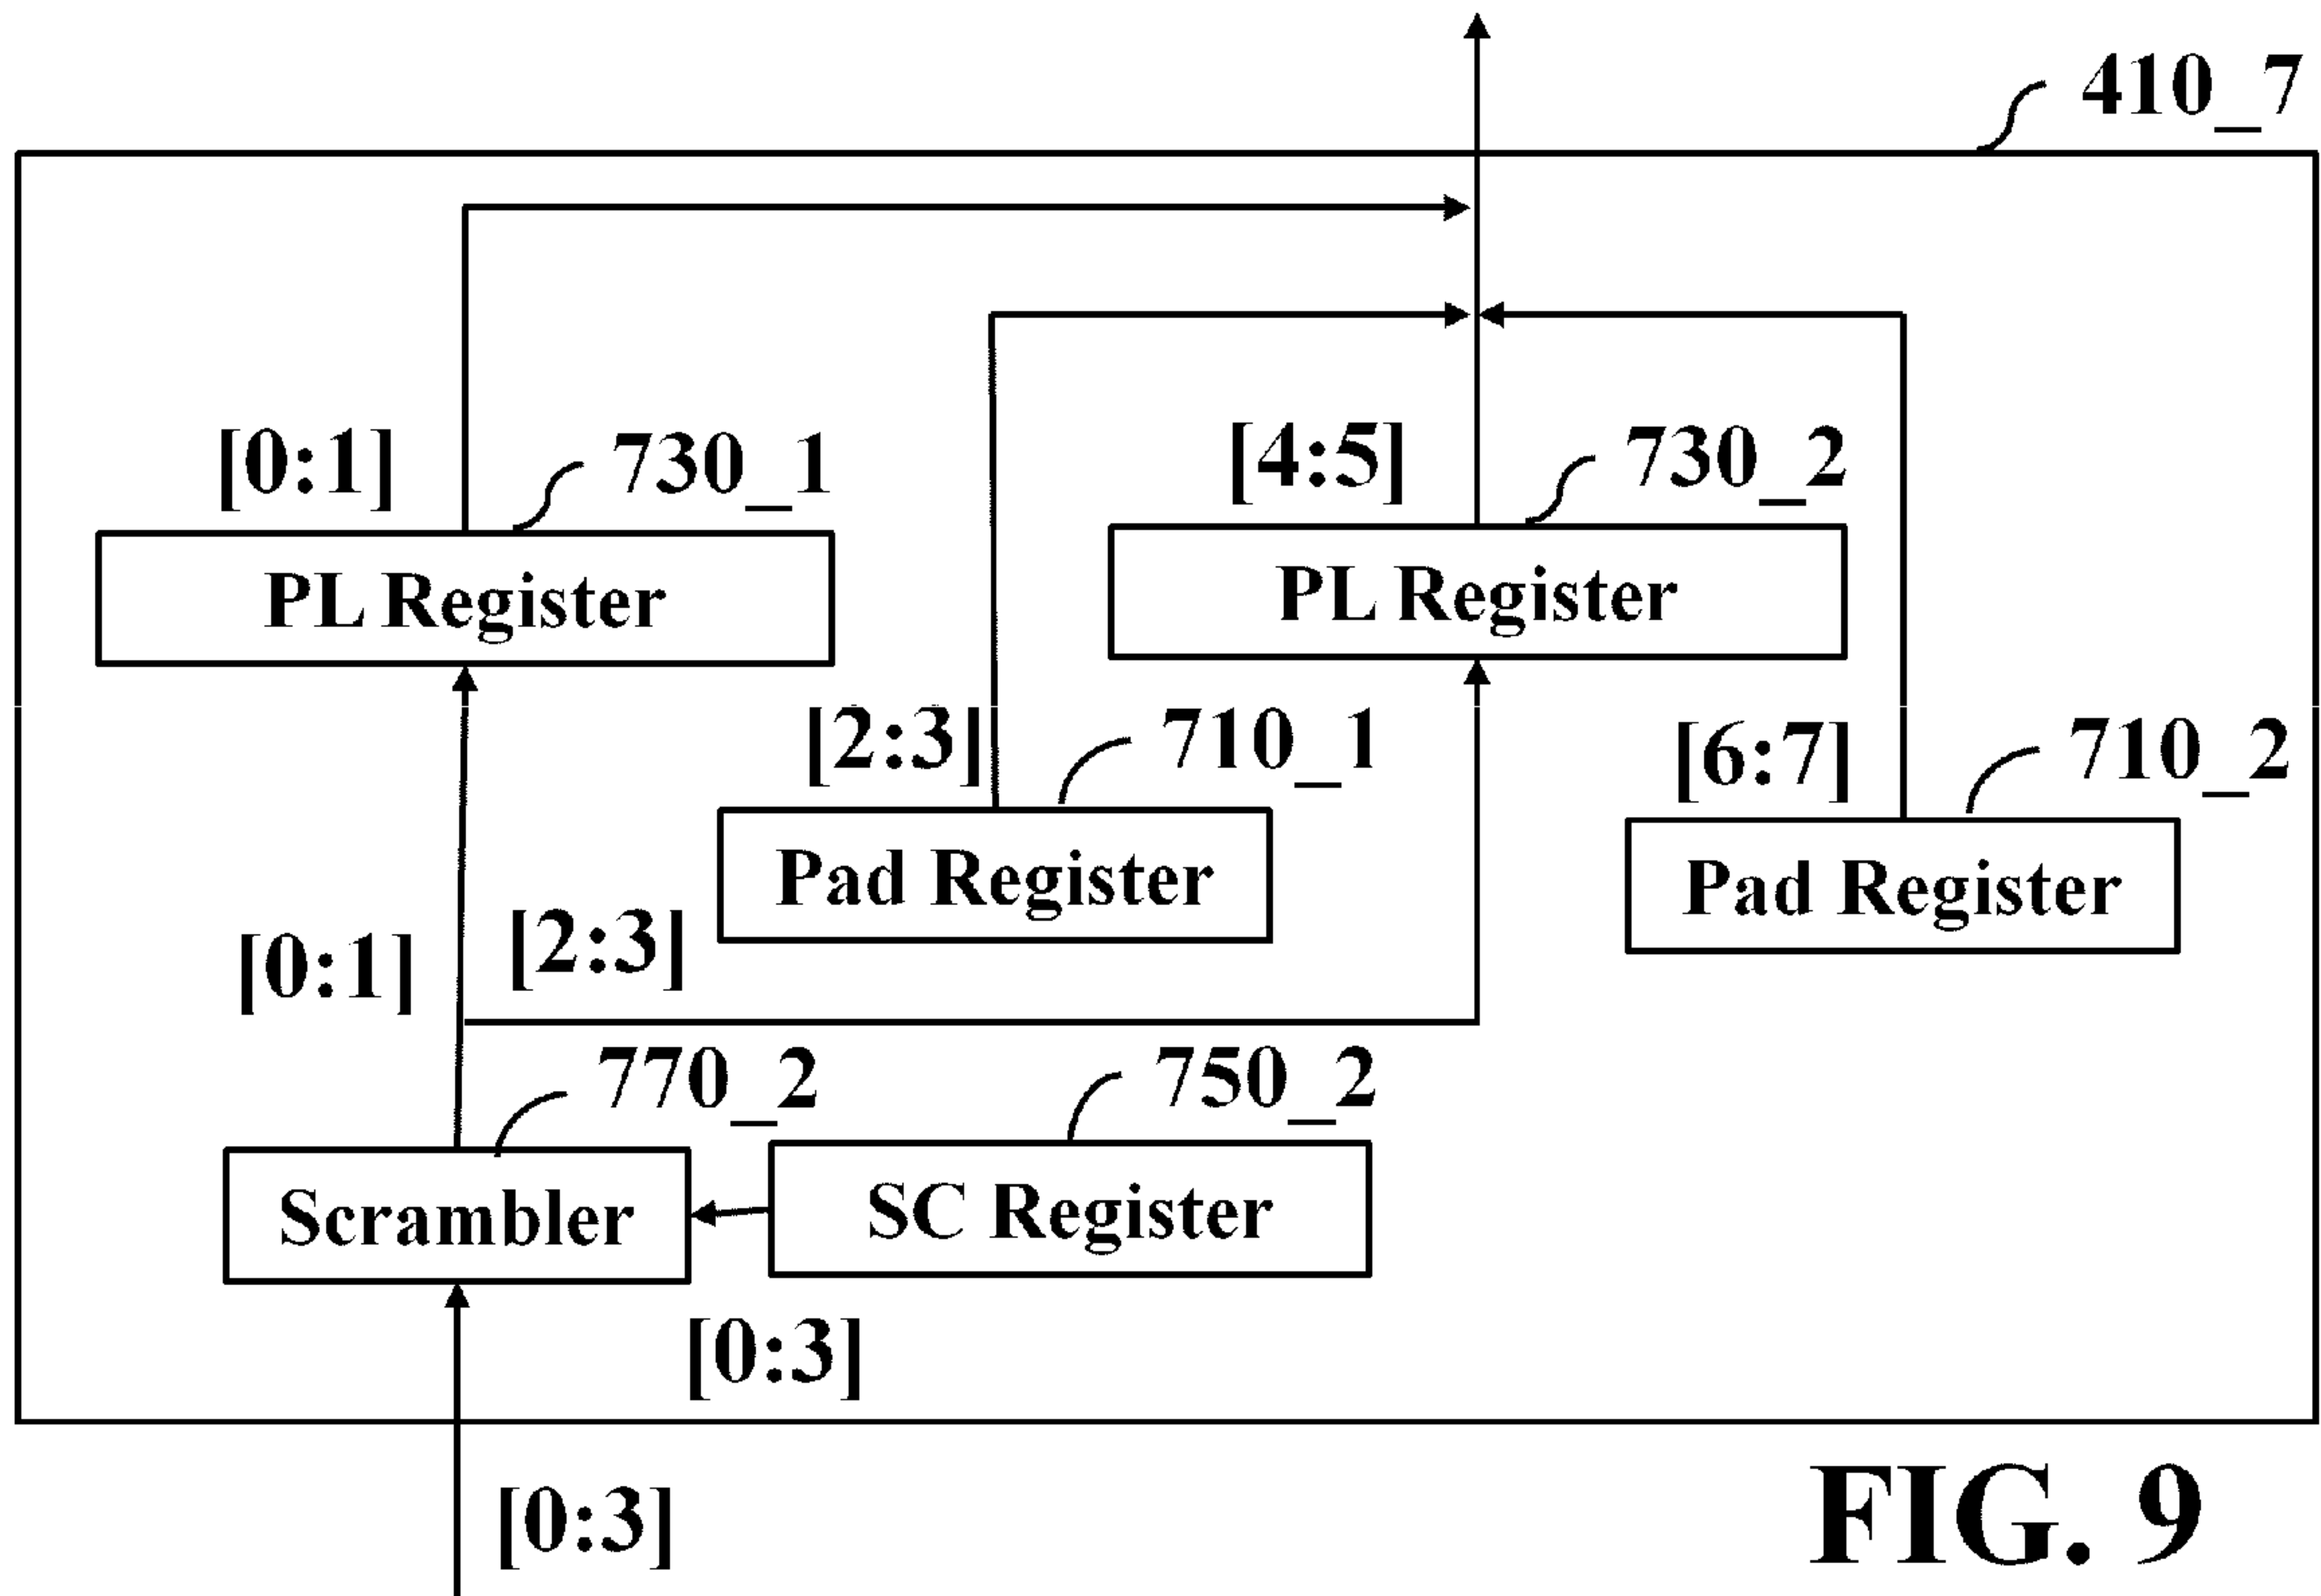 410_7
[0:1]
730_1
[4:5]
730_2
PL Register
PL Register
[2:3]
710_1
[6:7]
710_2
Pad Register
Pad Register
[0:1]
[2:3]
770_2
750_2
Scrambler
SC Register
[0:3]
[0:3]
FIG. 9